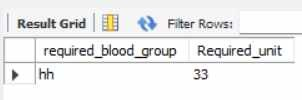 Result Grid Filter Rows:
required_blood_group Required_unit
hh 33